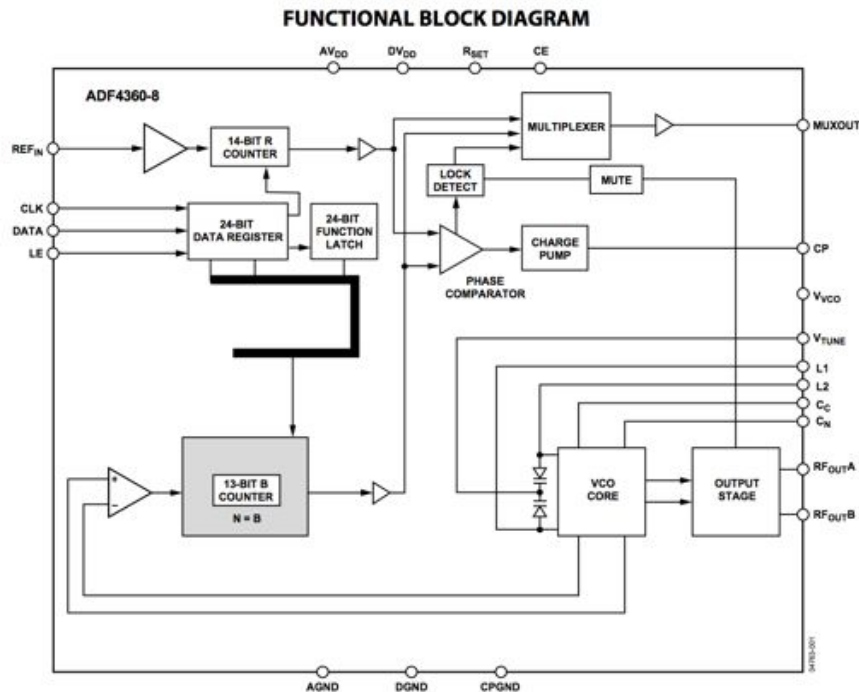 FUNCTIONAL BLOCK DIAGRAM
AVDD
DVDD
RSET
CE
ADF4360-8
REFIN
14-BIT R
COUNTER
MULTIPLEXER
MUXOUT
LOCK
DETECT
MUTE
CLK
DATA
LE
24-BIT
DATA REGISTER
24-BIT
FUNCTION
LATCH
PHASE
COMPARATOR
CHARGE
PUMP
CP
VVCO
VTUNE
L1
L2
CC
CN
13-BIT B
COUNTER
N = B
+
−
VCO
CORE
OUTPUT
STAGE
RFOUTA
RFOUTB
AGND
DGND
CPGND
04763-001